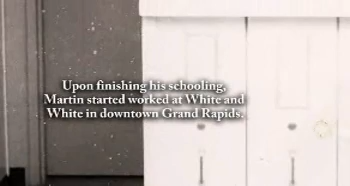 Upon finishing his schooling,
Martin started worked at White and
White in downtown Grand Rapids.